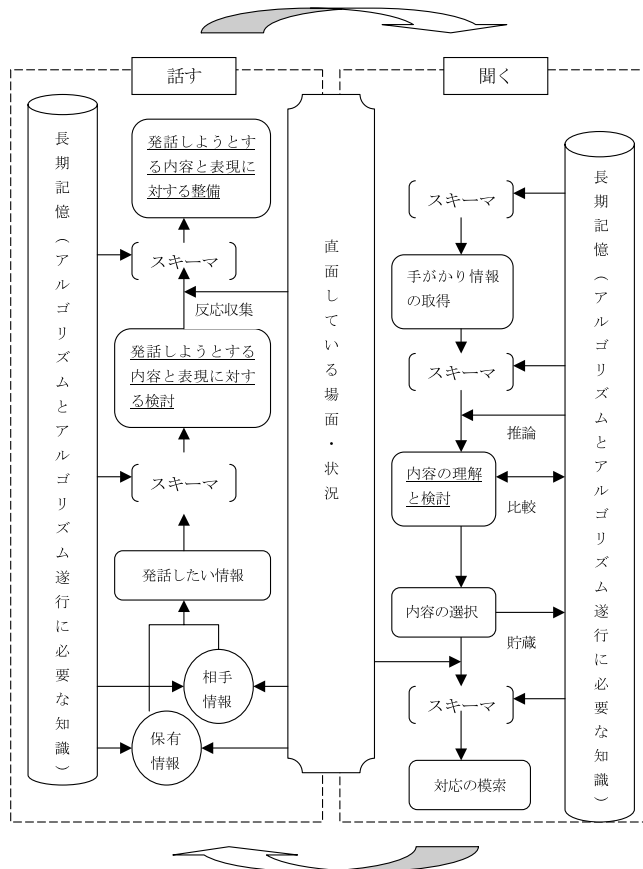 話す
聞く
長期記憶（アルゴリズムとアルゴリズム遂行に必要な知識）
発話しようとす
る内容と表現に
対する整備
スキーマ
反応収集
発話しようとする
内容と表現に対す
る検討
スキーマ
発話したい情報
相手
情報
保有
情報
直面している場面・状況
スキーマ
手がかり情報
の取得
スキーマ
推論
内容の理解
と検討
比較
内容の選択
貯蔵
スキーマ
対応の模索
長期記憶（アルゴリズムとアルゴリズム遂行に必要な知識）